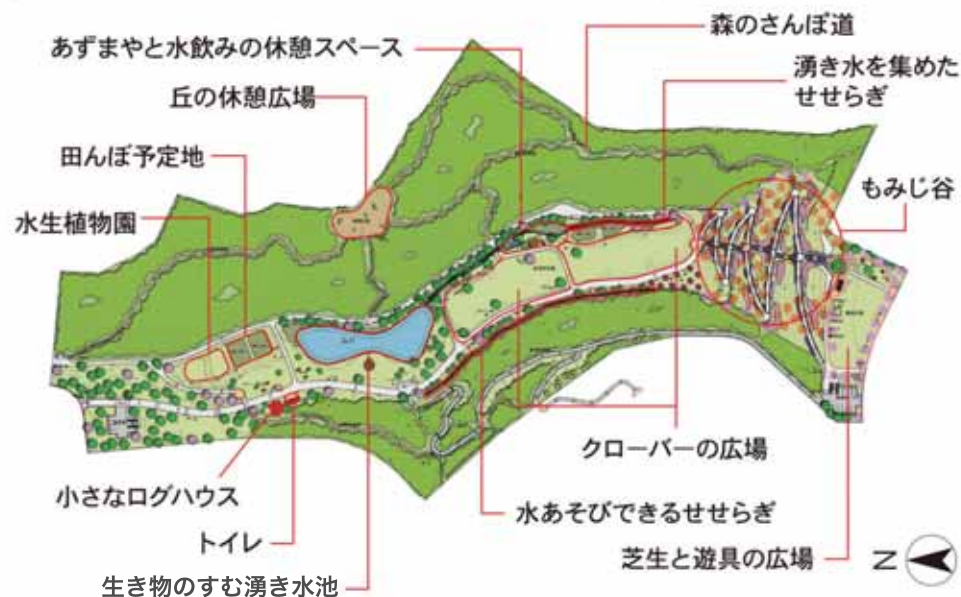 森のさんぽ道
あずまやと水飲みの休憩スペース
湧き水を集めた
せせらぎ
丘の休憩広場
田んぼ予定地
もみじ谷
水生植物園
クローバーの広場
小さなログハウス
水あそびできるせせらぎ
トイレ
芝生と遊具の広場
生き物のすむ湧き水池
N